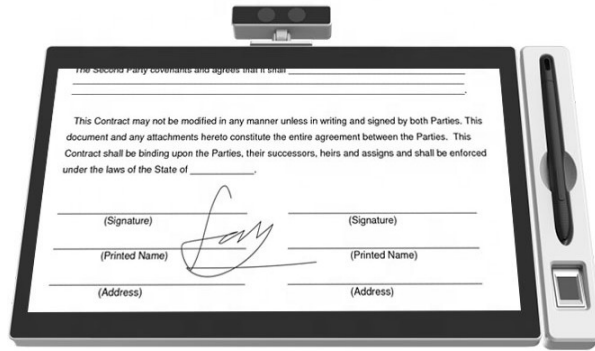 The Second Party covenants and agrees that it shall
This Contract may not be modified in any manner unless in writing and signed by both Parties. This
document and any attachments hereto constitute the entire agreement between the Parties. This
Contract shall be binding upon the Parties, their successors, heirs and assigns and shall be enforced
under the laws of the State of __________.
(Signature) (Signature)
(Printed Name) (Printed Name)
(Address) (Address)